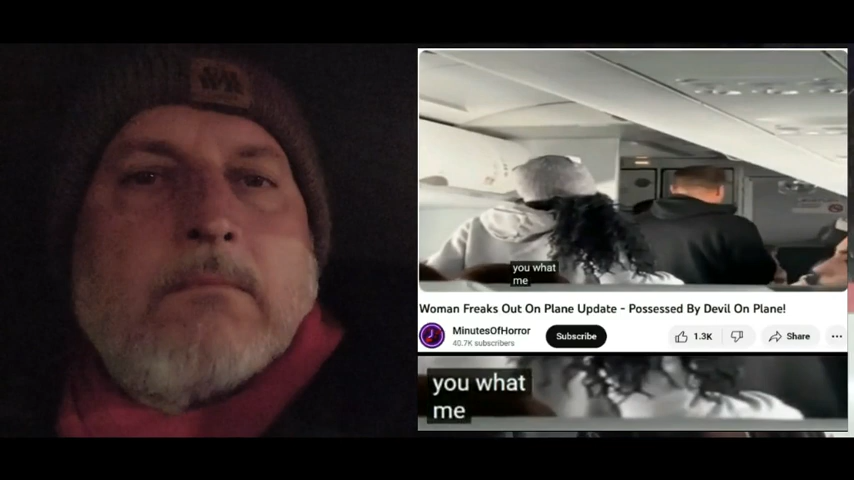 you what
me
Woman Freaks Out On Plane Update - Possessed By Devil On Plane!
MinutesOfHorror
40.7K subscribers
Subscribe
1.3K
Share
you what
me